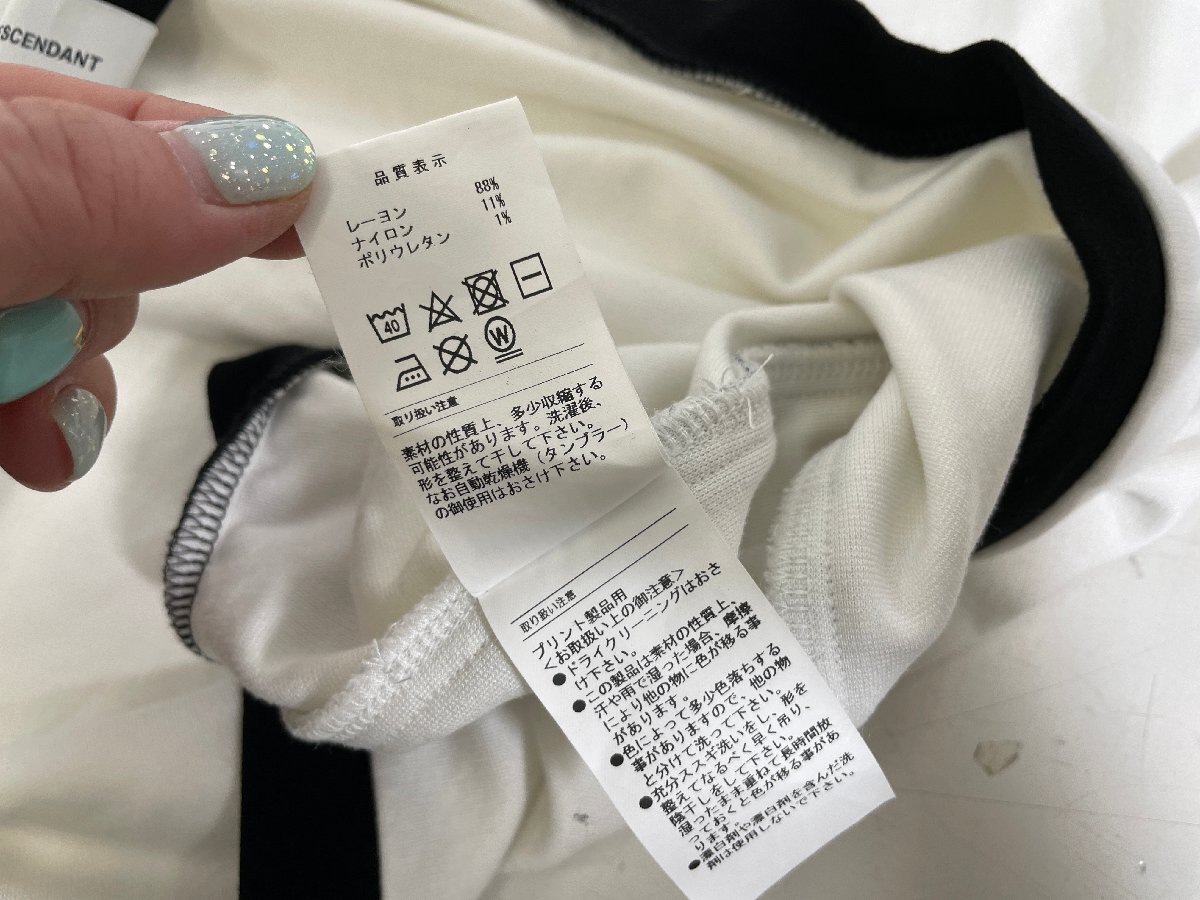 SCENDANT
品質表示
レーヨン 88%
ナイロン 11%
ポリウレタン 1%
40
W
取り扱い注意
素材の性質上、多少収縮する
可能性があります。洗濯後、
形を整えて干して下さい。
なお自動乾燥機(タンブラー)
の御使用はおさけ下さい。
取り扱い注意
プリント製品用
<お取扱い上の御注意>
●ドライクリーニングはおさ
け下さい。
●この製品は素材の性質上、
汗や雨で湿った場合、摩擦
により他の物に色が移る事
があります。
●色によって多少色落ちする
事がありますので、他の物
と分けて洗って下さい。
●充分ススギ洗いをし、形を
整えてなるべく早く吊り、
陰干しをして下さい。
湿ったまま重ねて長時間放
っておくと色が移る事があ
ります。
●漂白剤や漂白剤を含んだ洗
剤は使用しないで下さい。